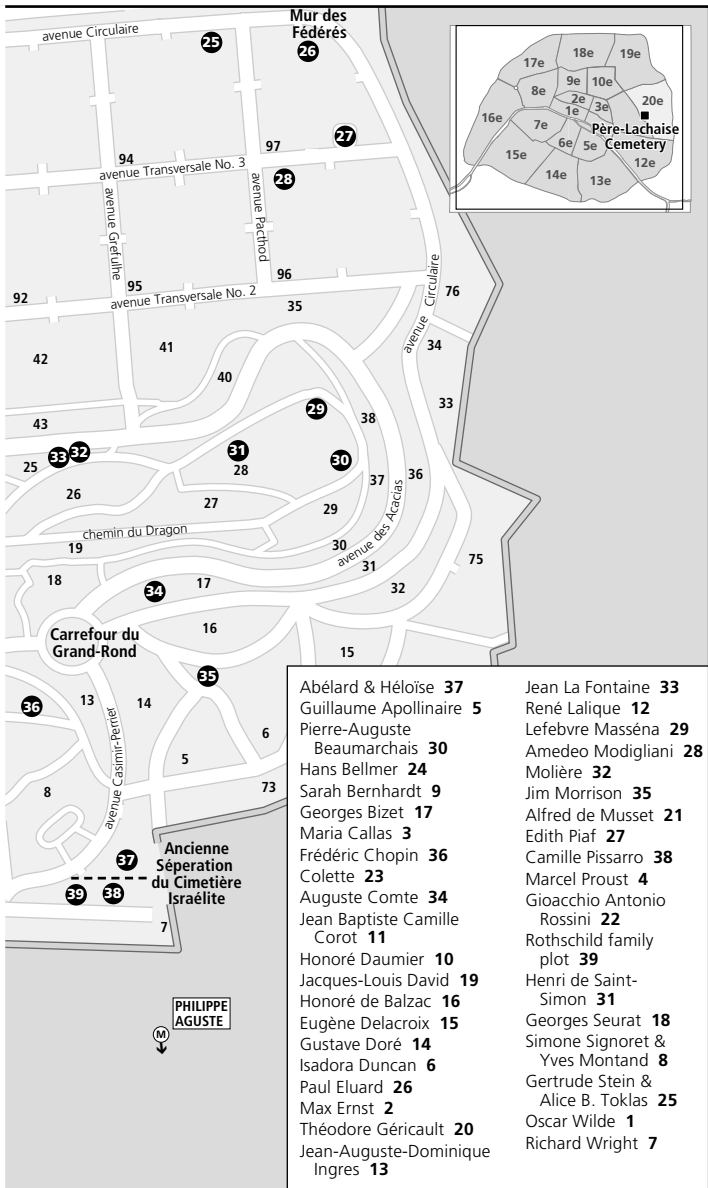 Mur des
Fédérés
avenue Circulaire
25
26
17e
18e
19e
9e
10e
8e
20e
2e
3e
1e
16e
7e
Père-Lachaise
Cemetery
6e
5e
15e
12e
14e
13e
27
94
97
avenue Transversale No. 3
28
avenue Grefulhe
avenue Pacthod
avenue Circulaire
95
96
92
avenue Transversale No. 2
76
35
34
42
41
40
33
43
29
38
33
32
31
30
25
28
36
37
26
27
29
chemin du Dragon
avenue des Acacias
19
30
75
31
18
34
17
32
16
Carrefour du
Grand-Rond
15
35
36
13
14
6
5
73
8
avenue Casimir-Perrier
37
Ancienne
Séperation
du Cimetière
Israélite
39
38
7
PHILIPPE
AGUSTE
M
Abélard & Héloïse 37
Guillaume Apollinaire 5
Pierre-Auguste
Beaumarchais 30
Hans Bellmer 24
Sarah Bernhardt 9
Georges Bizet 17
Maria Callas 3
Frédéric Chopin 36
Colette 23
Auguste Comte 34
Jean Baptiste Camille
Corot 11
Honoré Daumier 10
Jacques-Louis David 19
Honoré de Balzac 16
Eugène Delacroix 15
Gustave Doré 14
Isadora Duncan 6
Paul Eluard 26
Max Ernst 2
Théodore Géricault 20
Jean-Auguste-Dominique
Ingres 13
Jean La Fontaine 33
René Lalique 12
Lefebvre Masséna 29
Amedeo Modigliani 28
Molière 32
Jim Morrison 35
Alfred de Musset 21
Edith Piaf 27
Camille Pissarro 38
Marcel Proust 4
Gioacchio Antonio
Rossini 22
Rothschild family
plot 39
Henri de Saint-
Simon 31
Georges Seurat 18
Simone Signoret &
Yves Montand 8
Gertrude Stein &
Alice B. Toklas 25
Oscar Wilde 1
Richard Wright 7